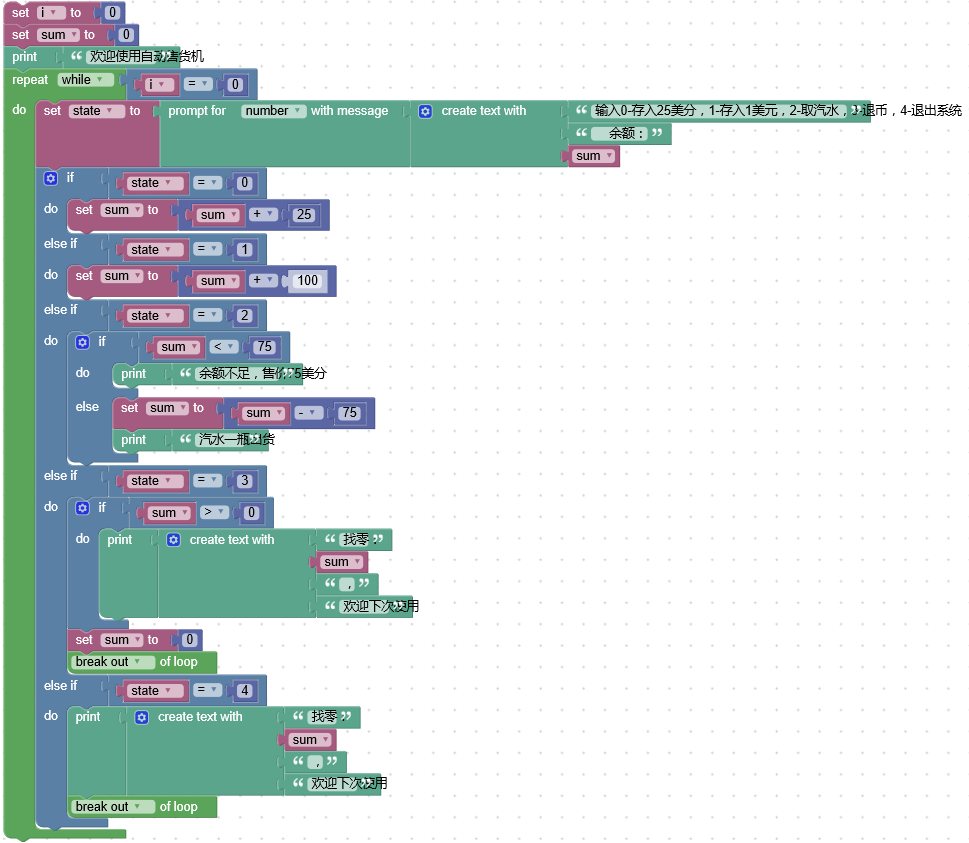 set i to 0
set sum to 0
print “ 欢迎使用自动售货机
repeat while i = 0
do set state to prompt for number with message create text with “ 输入0-存入25美分，1-存入1美元，2-取汽水，3-退币，4-退出系统
“ 余额： ”
sum
if state = 0
do set sum to sum + 25
else if state = 1
do set sum to sum + 100
else if state = 2
do if sum < 75
do print “ 余额不足，售价75美分
else set sum to sum - 75
print “ 汽水一瓶出货
else if state = 3
do if sum > 0
do print create text with “ 找零： ”
sum
“ ， ”
“ 欢迎下次使用
set sum to 0
break out of loop
else if state = 4
do print create text with “ 找零： ”
sum
“ ， ”
“ 欢迎下次使用
break out of loop